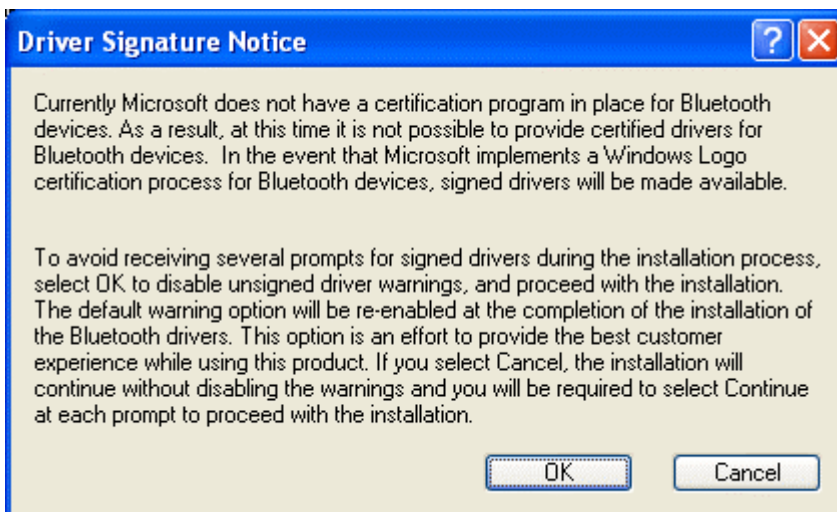 Driver Signature Notice
Currently Microsoft does not have a certification program in place for Bluetooth
devices. As a result, at this time it is not possible to provide certified drivers for
Bluetooth devices.  In the event that Microsoft implements a Windows Logo
certification process for Bluetooth devices, signed drivers will be made available.
To avoid receiving several prompts for signed drivers during the installation process,
select OK to disable unsigned driver warnings, and proceed with the installation.
The default warning option will be re-enabled at the completion of the installation of
the Bluetooth drivers. This option is an effort to provide the best customer
experience while using this product. If you select Cancel, the installation will
continue without disabling the warnings and you will be required to select Continue
at each prompt to proceed with the installation.
OK Cancel